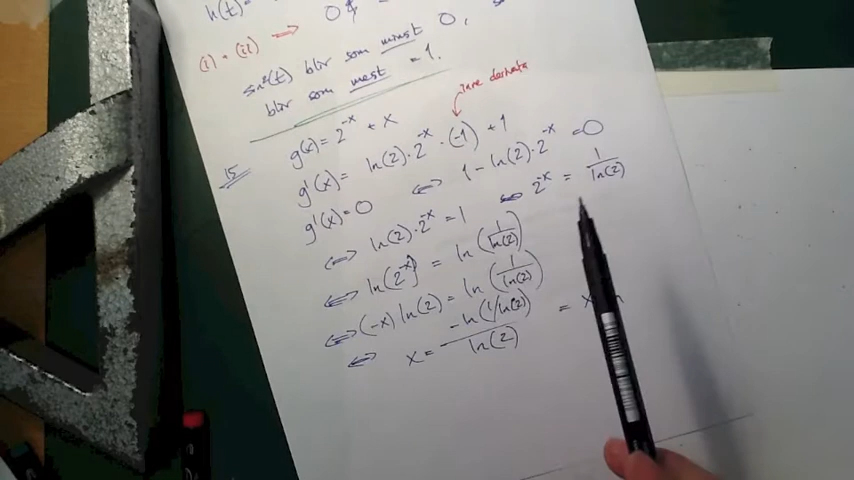 h(t) =
(i) + (ii) ⇒ 0 ≤
sin²(t) blir som minst 0,
blir som mest = 1.
inre derivata
15 g(x) = 2^{-x} + x
g'(x) = ln(2)·2^{-x}·(-1) + 1
g'(x) = 0 ⇔ 1 - ln(2)·2^{-x} = 0
⇔ ln(2)·2^{-x} = 1 ⇔ 2^{-x} = 1/ln(2)
⇔ ln(2^{-x}) = ln(1/ln(2))
⇔ (-x) ln(2) = ln(1/ln(2))
⇔ x = -ln(1/ln(2))/ln(2) = x